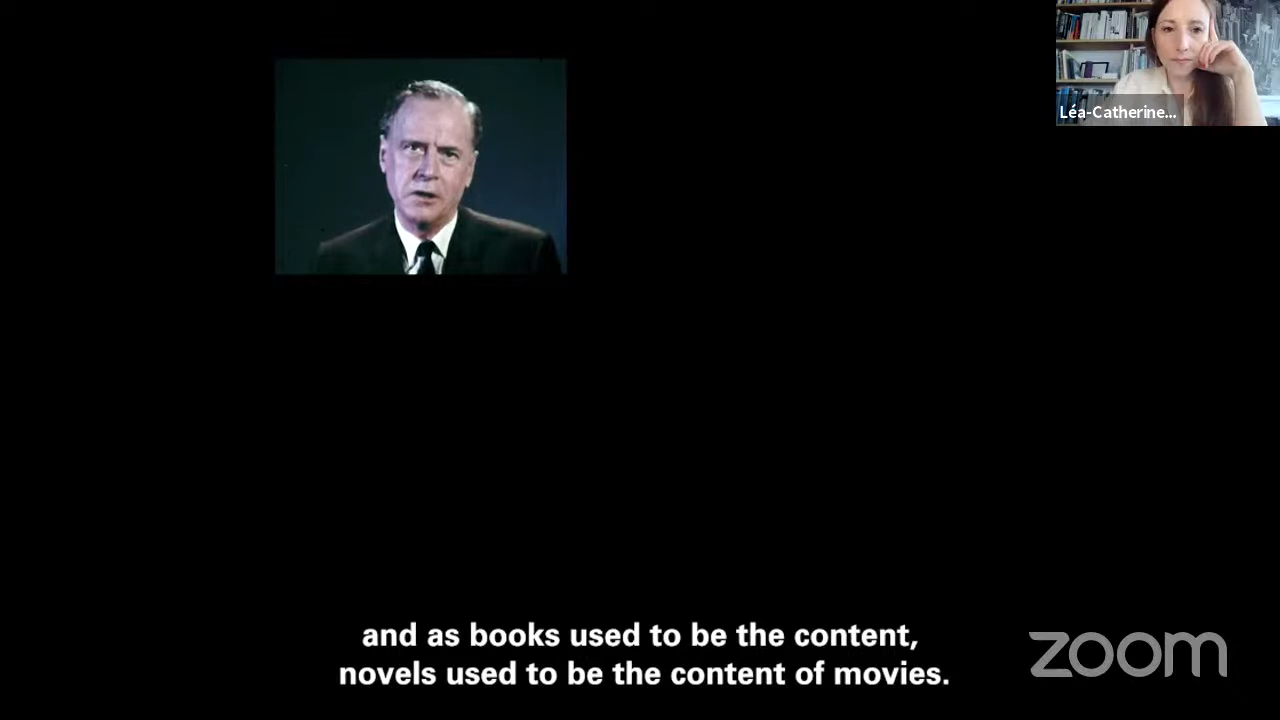 Léa-Catherine...
and as books used to be the content,
novels used to be the content of movies.
zoom